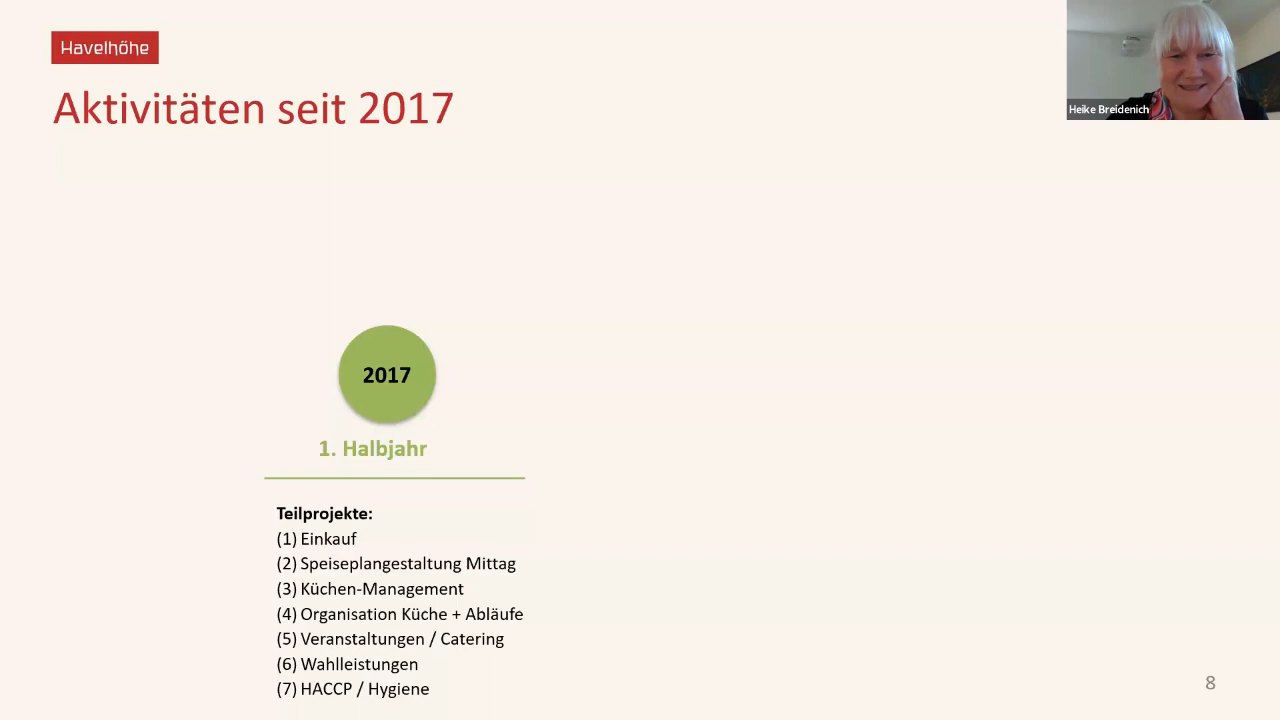 Havelhöhe
Aktivitäten seit 2017
Heike Breidenich
2017
1. Halbjahr
Teilprojekte:
(1) Einkauf
(2) Speiseplangestaltung Mittag
(3) Küchen-Management
(4) Organisation Küche + Abläufe
(5) Veranstaltungen / Catering
(6) Wahlleistungen
(7) HACCP / Hygiene
8